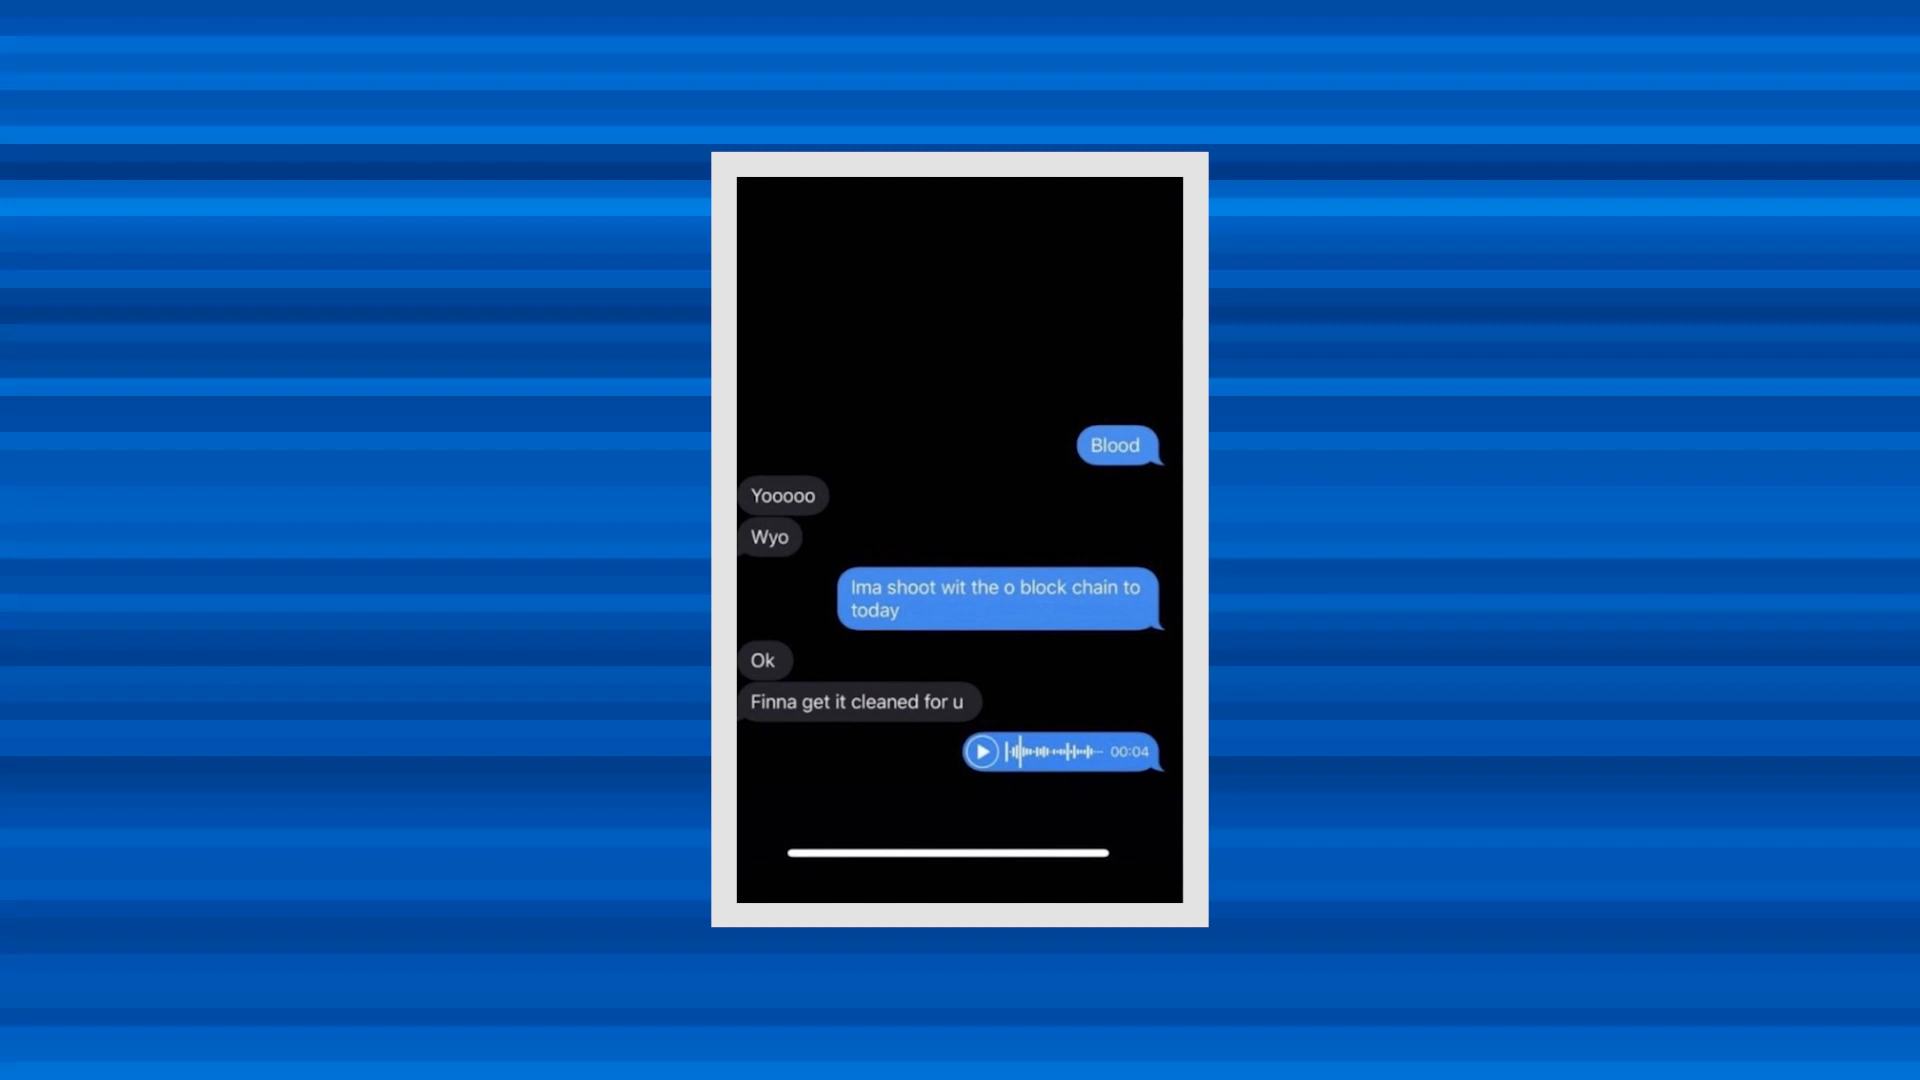 Blood
Yooooo
Wyo
Ima shoot wit the o block chain to
today
Ok
Finna get it cleaned for u
00:04